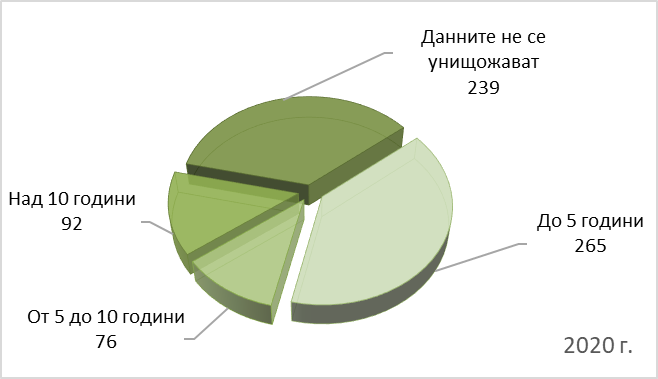 Данните не се
унищожават
239
До 5 години
265
От 5 до 10 години
76
Над 10 години
92
2020 г.